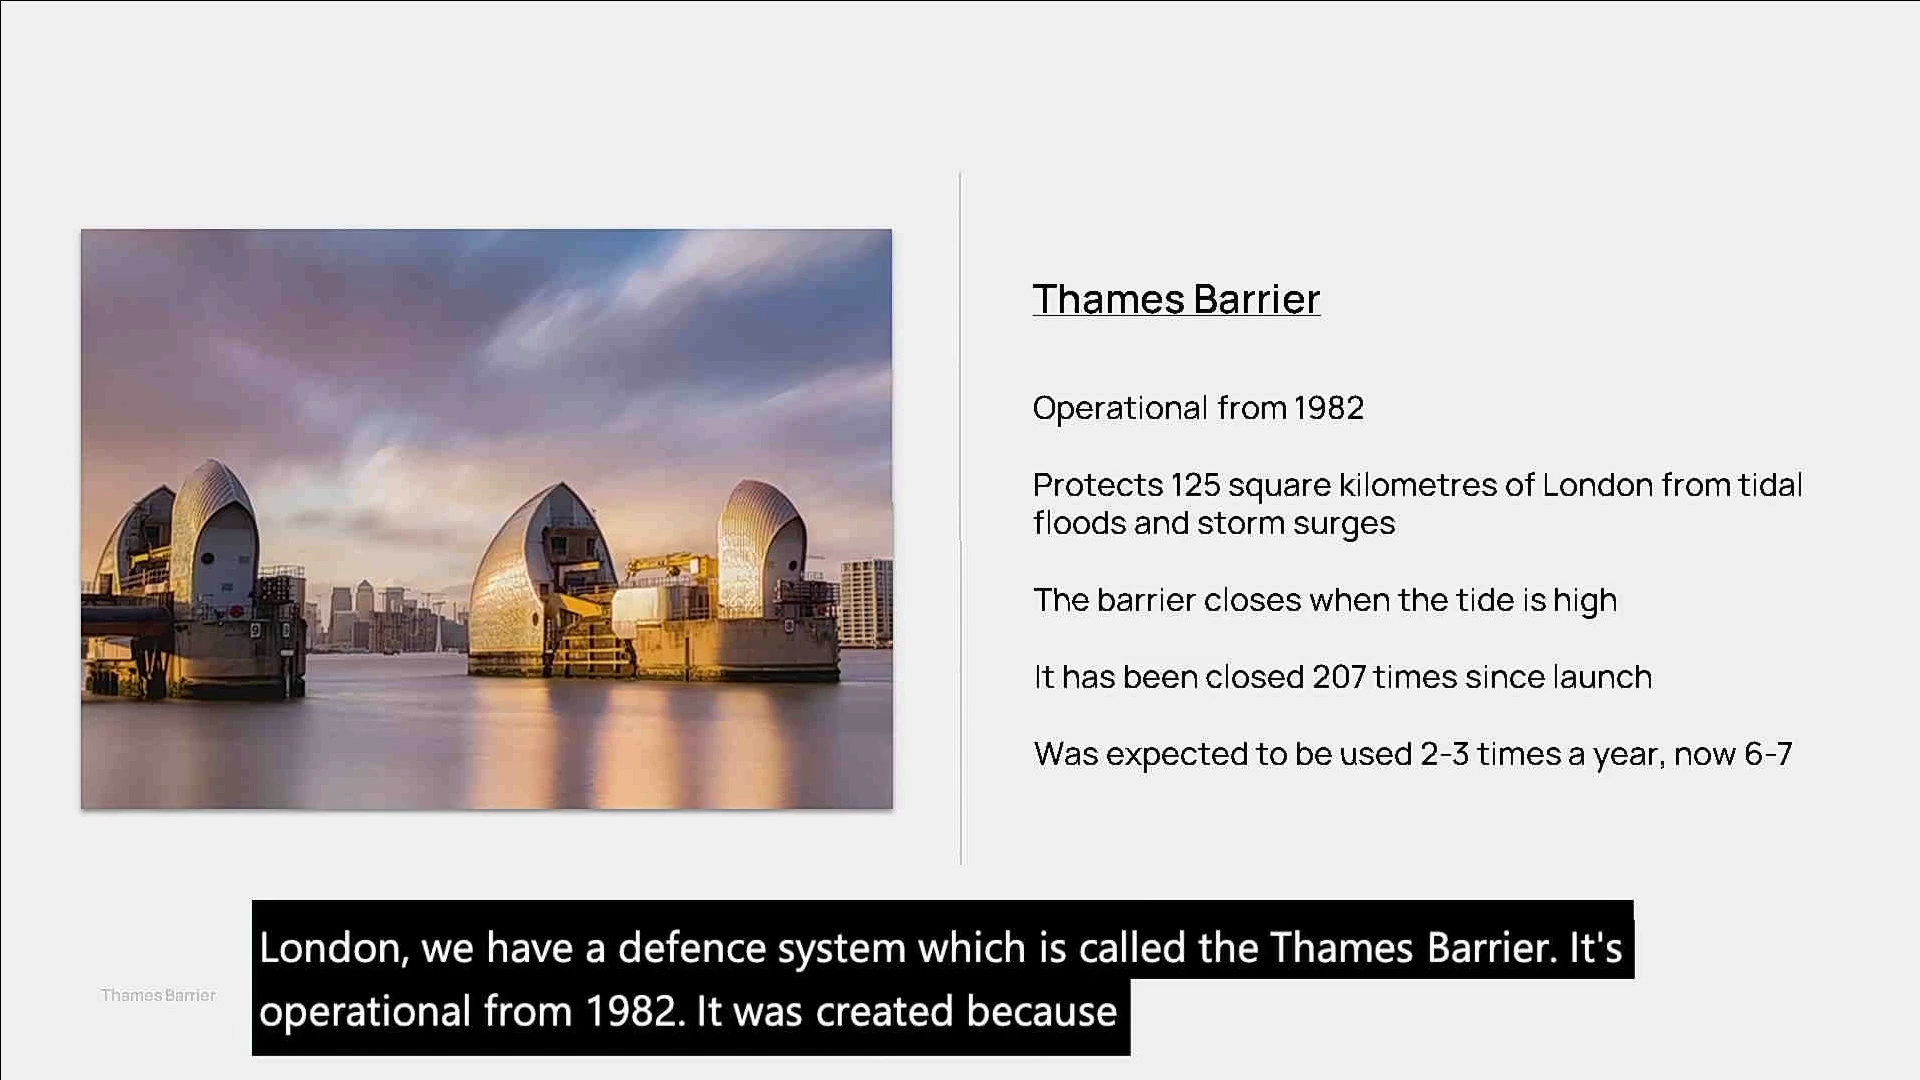 Thames Barrier
Operational from 1982
Protects 125 square kilometres of London from tidal
floods and storm surges
The barrier closes when the tide is high
It has been closed 207 times since launch
Was expected to be used 2-3 times a year, now 6-7
London, we have a defence system which is called the Thames Barrier. It's
operational from 1982. It was created because
Thames Barrier